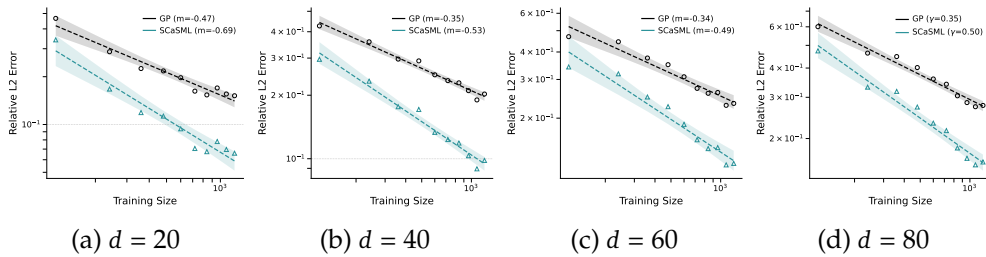 Relative L2 Error
10⁻¹
10³
Training Size
GP (m=-0.47)
SCaSML (m=-0.69)
(a) d = 20
Relative L2 Error
4 × 10⁻¹
3 × 10⁻¹
2 × 10⁻¹
10⁻¹
10³
Training Size
GP (m=-0.35)
SCaSML (m=-0.53)
(b) d = 40
Relative L2 Error
6 × 10⁻¹
4 × 10⁻¹
3 × 10⁻¹
2 × 10⁻¹
10³
Training Size
GP (m=-0.34)
SCaSML (m=-0.49)
(c) d = 60
Relative L2 Error
6 × 10⁻¹
4 × 10⁻¹
3 × 10⁻¹
2 × 10⁻¹
10³
Training Size
GP (γ=0.35)
SCaSML (γ=0.50)
(d) d = 80